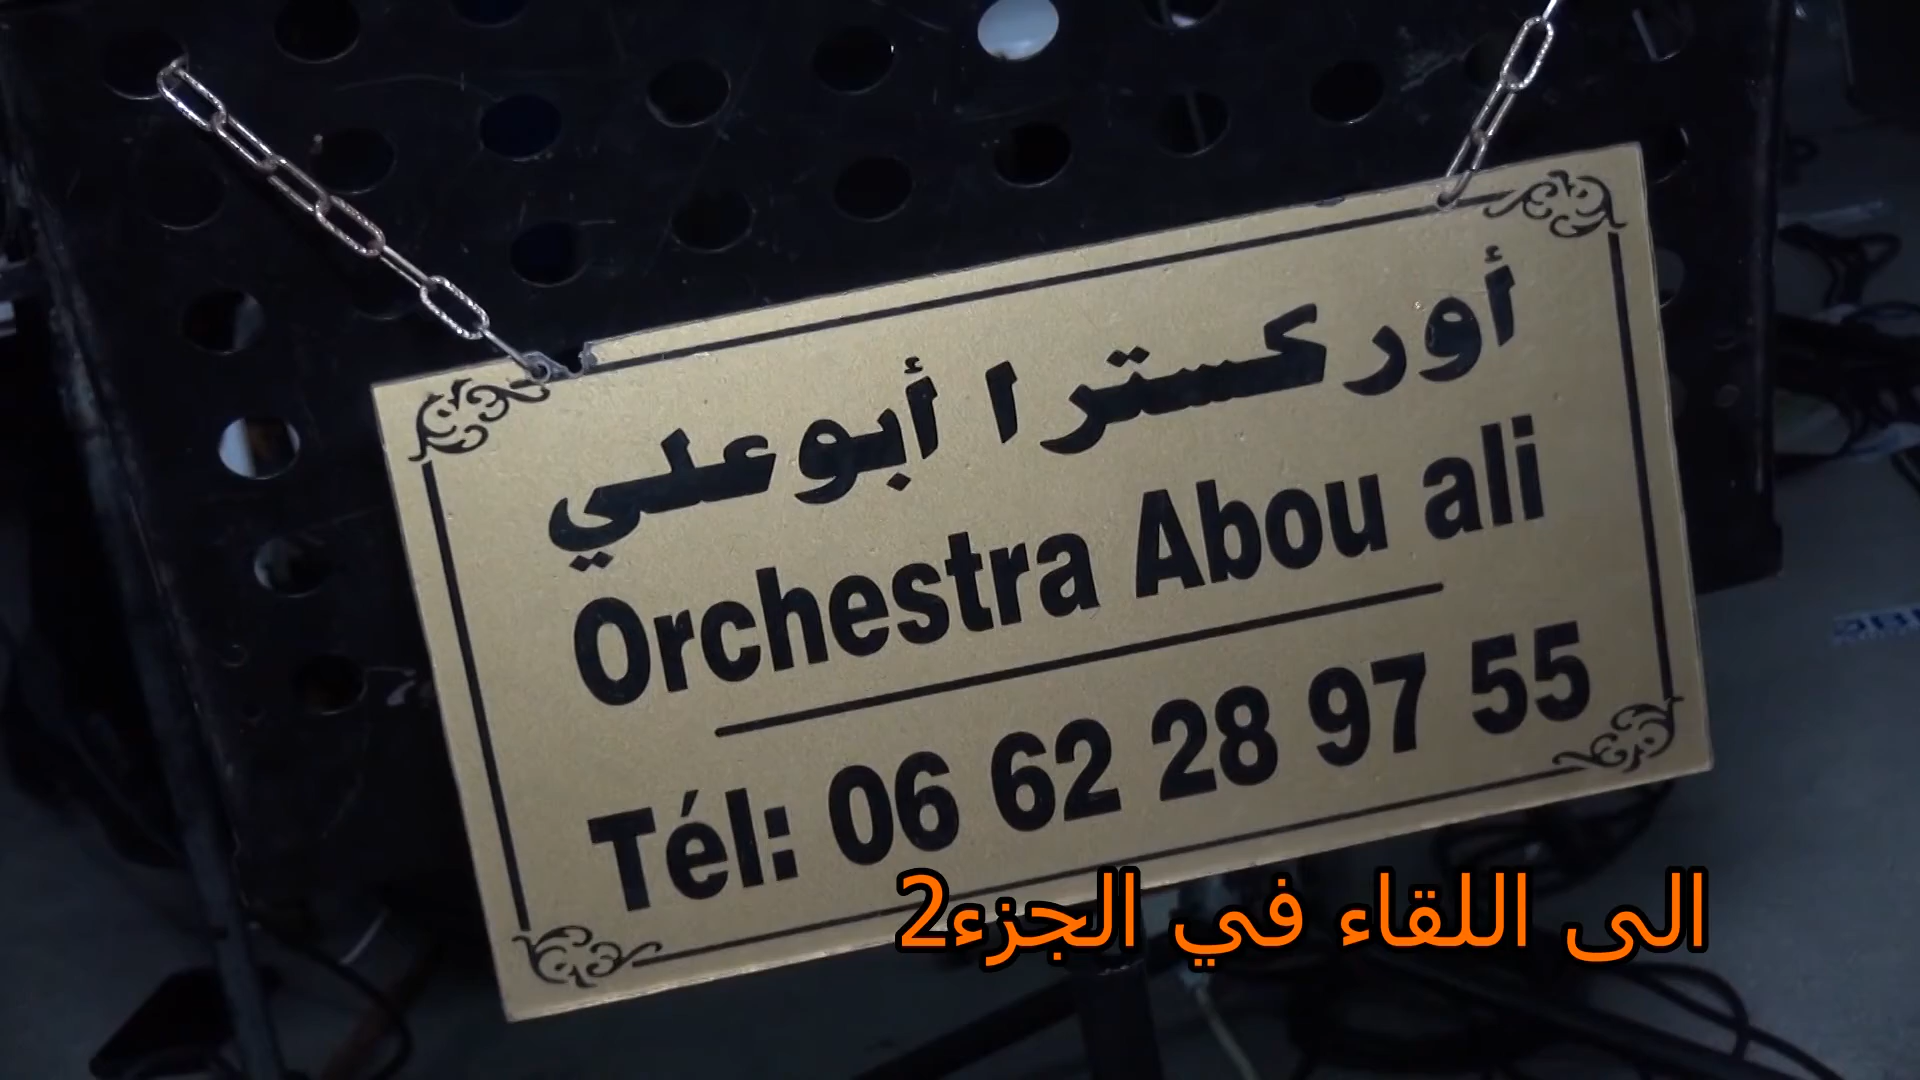 أوركسترا أبوعلي
Orchestra Abou ali
Tél: 06 62 28 97 55
الى اللقاء في الجزء2